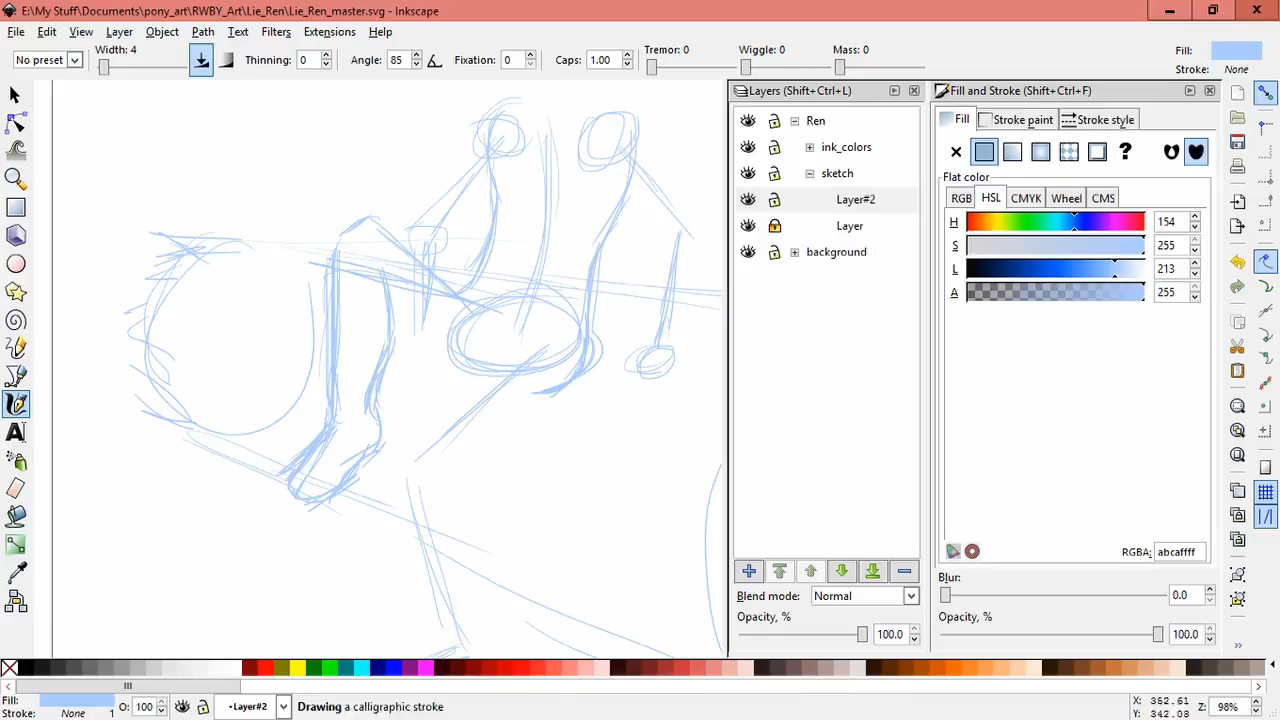 E:\My Stuff\Documents\pony_art\RWBY_Art\Lie_Ren\Lie_Ren_master.svg - Inkscape
File Edit View Layer Object Path Filters Text Extensions Help
No preset
Width: 4
Thinning: 0
Angle: 85
Fixation: 0
Caps: 1.00
Tremor: 0
Wiggle: 0
Mass: 0
Fill:
Stroke: None
Layers (Shift+Ctrl+L)
Ren
ink_colors
sketch
Layer#2
Layer
background
Blend mode: Normal
Opacity, %
100.0
Fill and Stroke (Shift+Ctrl+F)
Fill
Stroke paint
Stroke style
Flat color
RGB HSL CMYK Wheel CMS
H 154
S 255
L 213
A 255
RGBA: abcaffff
Blur:
0.0
Opacity, %
100.0
Fill:
Stroke: None 1
O: 100
•Layer#2
Drawing a calligraphic stroke
X: 362.61
Y: 342.08
Z: 98%